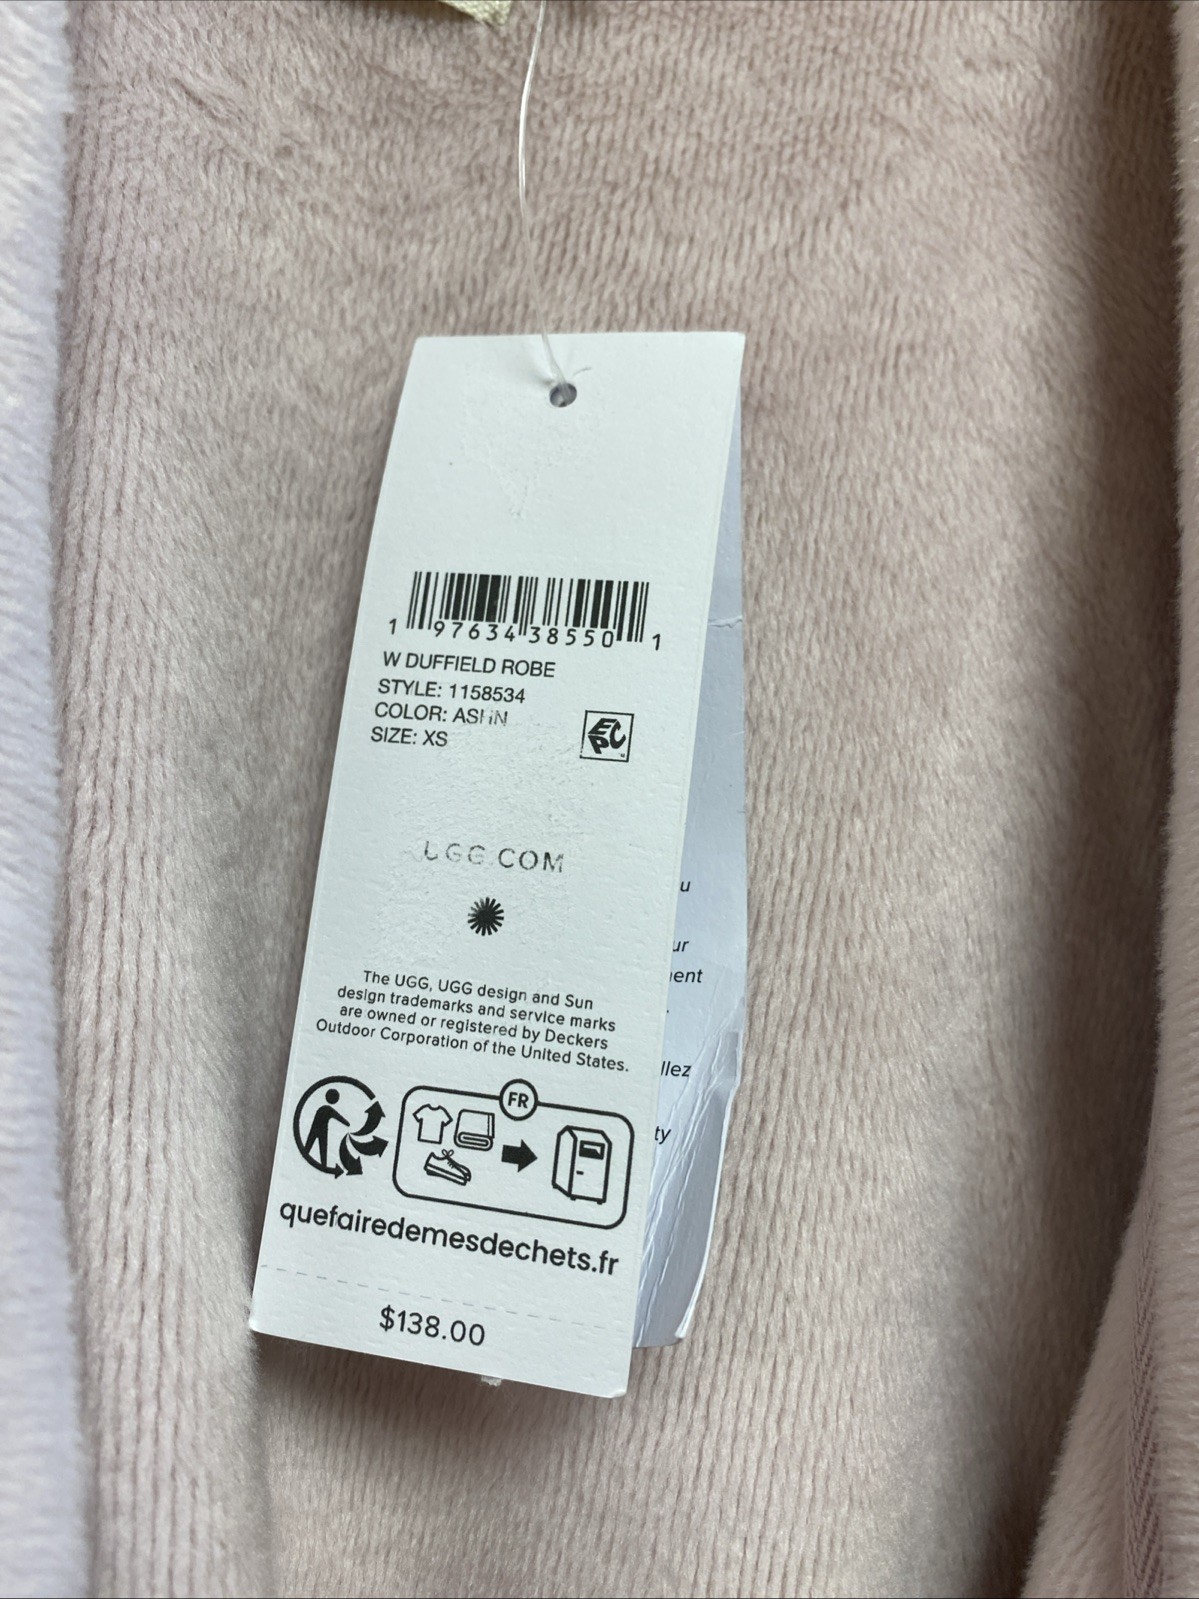 1 97634 38550 1
W DUFFIELD ROBE
STYLE: 1158534
COLOR: ASHN
SIZE: XS
EPC
UGG.COM
The UGG, UGG design and Sun
design trademarks and service marks
are owned or registered by Deckers
Outdoor Corporation of the United States.
FR
quefairedemesdechets.fr
$138.00